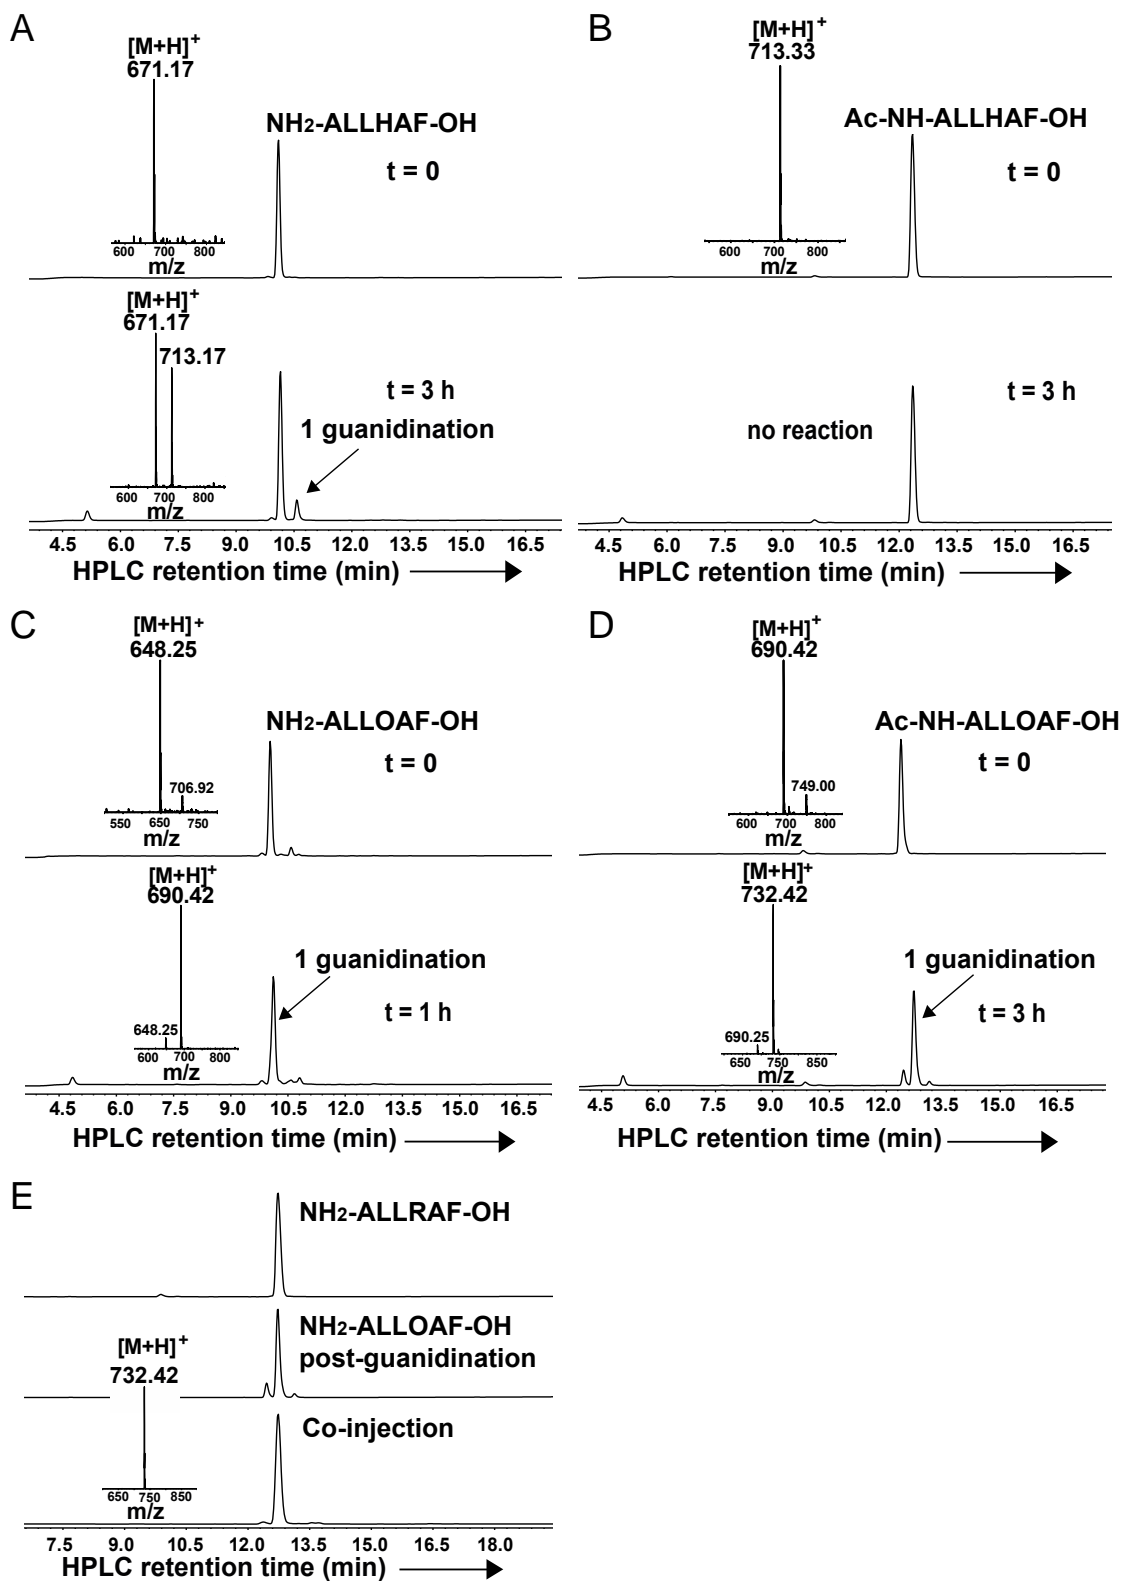 A
[M+H]+
671.17
NH2-ALLHAF-OH
t = 0
600 700 800
m/z
[M+H]+
671.17
713.17
t = 3 h
1 guanidination
600 700 800
m/z
4.5 6.0 7.5 9.0 10.5 12.0 13.5 15.0 16.5
HPLC retention time (min)
B
[M+H]+
713.33
Ac-NH-ALLHAF-OH
t = 0
600 700 800
m/z
t = 3 h
no reaction
4.5 6.0 7.5 9.0 10.5 12.0 13.5 15.0 16.5
HPLC retention time (min)
C
[M+H]+
648.25
NH2-ALLOAF-OH
t = 0
706.92
550 650 750
m/z
[M+H]+
690.42
1 guanidination
t = 1 h
648.25
600 700 800
m/z
4.5 6.0 7.5 9.0 10.5 12.0 13.5 15.0 16.5
HPLC retention time (min)
D
[M+H]+
690.42
Ac-NH-ALLOAF-OH
t = 0
749.00
600 700 800
m/z
[M+H]+
732.42
1 guanidination
t = 3 h
690.25
650 750 850
m/z
4.5 6.0 7.5 9.0 10.5 12.0 13.5 15.0 16.5
HPLC retention time (min)
E
NH2-ALLRAF-OH
NH2-ALLOAF-OH
post-guanidination
[M+H]+
732.42
Co-injection
650 750 850
m/z
7.5 9.0 10.5 12.0 13.5 15.0 16.5 18.0
HPLC retention time (min)